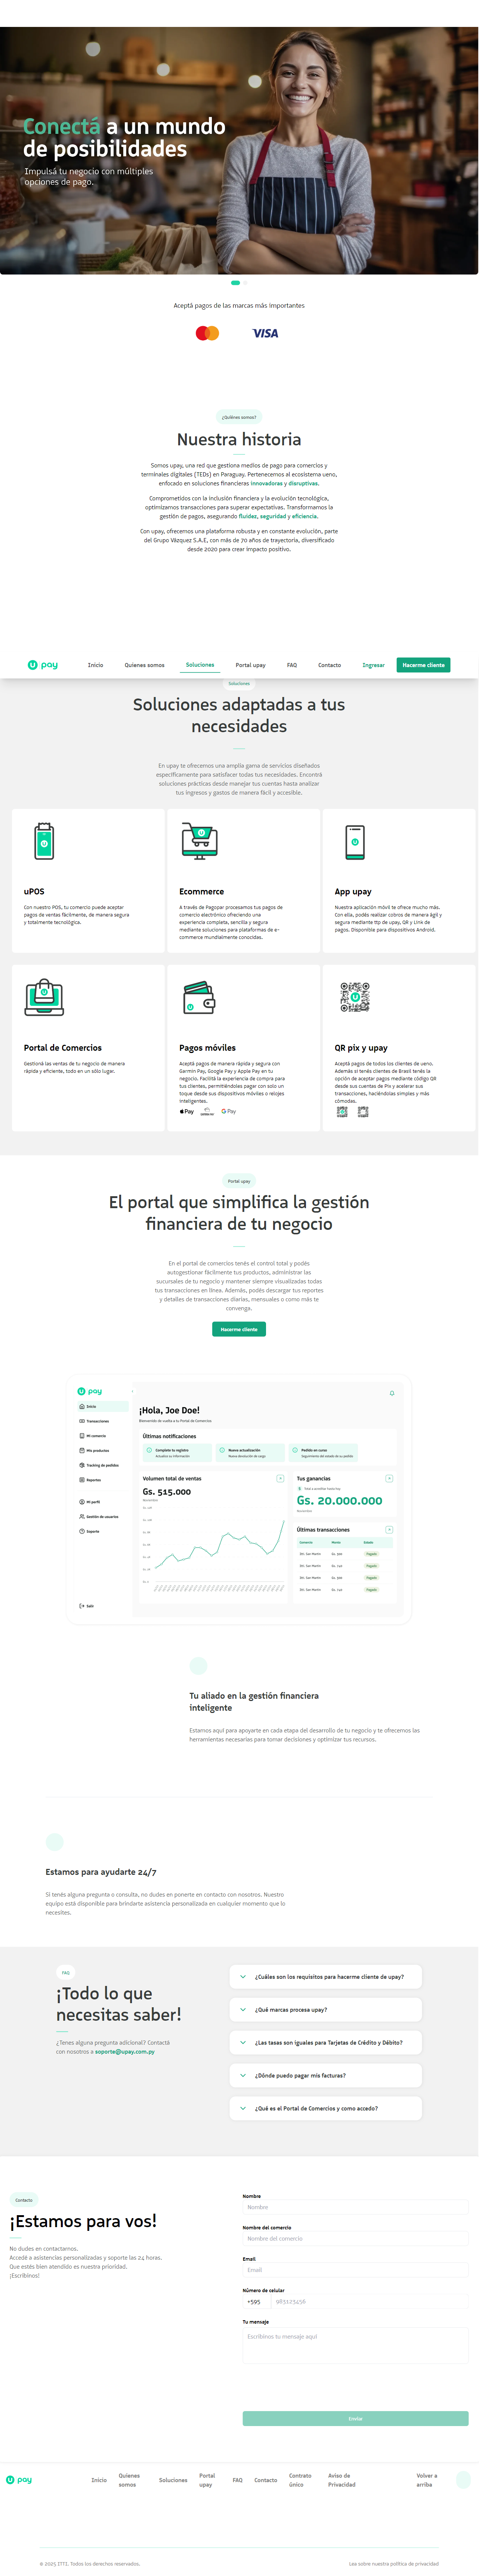 Conectá a un mundo
de posibilidades
Impulsá tu negocio con múltiples
opciones de pago.
Aceptá pagos de las marcas más importantes
VISA
¿Quiénes somos?
Nuestra historia
Somos upay, una red que gestiona medios de pago para comercios y
terminales digitales (TEDs) en Paraguay. Pertenecemos al ecosistema ueno,
enfocado en soluciones financieras innovadoras y disruptivas.
Comprometidos con la inclusión financiera y la evolución tecnológica,
optimizamos transacciones para superar expectativas. Transformamos la
gestión de pagos, asegurando fluidez, seguridad y eficiencia.
Con upay, ofrecemos una plataforma robusta y en constante evolución, parte
del Grupo Vázquez S.A.E, con más de 70 años de trayectoria, diversificado
desde 2020 para crear impacto positivo.
U pay
Inicio
Quienes somos
Soluciones
Portal upay
FAQ
Contacto
Ingresar
Hacerme cliente
Soluciones
Soluciones adaptadas a tus
necesidades
En upay te ofrecemos una amplia gama de servicios diseñados
específicamente para satisfacer todas tus necesidades. Encontrá
soluciones prácticas desde manejar tus cuentas hasta analizar
tus ingresos y gastos de manera fácil y accesible.
uPOS
Con nuestro POS, tu comercio puede aceptar
pagos de ventas fácilmente, de manera segura
y totalmente tecnológica.
Ecommerce
A través de Pagopar procesamos tus pagos de
comercio electrónico ofreciendo una
experiencia completa, sencilla y segura
mediante soluciones para plataformas de e-
commerce mundialmente conocidas.
App upay
Nuestra aplicación móvil te ofrece mucho más.
Con ella, podés realizar cobros de manera ágil y
segura mediante ttp de upay, QR y Link de
pagos. Disponible para dispositivos Android.
Portal de Comercios
Gestioná las ventas de tu negocio de manera
rápida y eficiente, todo en un sólo lugar.
Pagos móviles
Aceptá pagos de manera rápida y segura con
Garmin Pay, Google Pay y Apple Pay en tu
negocio. Facilitá la experiencia de compra para
tus clientes, permitiéndoles pagar con solo un
toque desde sus dispositivos móviles o relojes
inteligentes.
Pay
G Pay
QR pix y upay
Aceptá pagos de todos los clientes de ueno.
Además si tenés clientes de Brasil tenés la
opción de aceptar pagos mediante código QR
desde sus cuentas de Pix y gestionar tus
transacciones, haciéndolas simples y más
cómodas.
Portal upay
El portal que simplifica la gestión
financiera de tu negocio
En el portal de comercios tenés el control total y podés
autogestionar fácilmente tus productos, administrar las
sucursales de tu negocio y mantener siempre visualizadas todas
tus transacciones en línea. Además, podés descargar tus reportes
y detalles de transacciones diarias, mensuales o como más te
convenga.
Hacerme cliente
U pay
Inicio
Transacciones
Mi comercio
Mis productos
Tracking de pedidos
Reportes
Mi perfil
Gestión de usuarios
Soporte
Salir
¡Hola, Joe Doe!
Bienvenido de vuelta a tu Portal de Comercios
Últimas notificaciones
Completa tu registro
Actualiza tu información
Nueva actualización
Nueva devolución de cargo
Pedido en curso
Seguimiento del estado de tu pedido
Volumen total de ventas
Gs. 515.000
Noviembre
Tus ganancias
Total a acreditar hasta hoy
Gs. 20.000.000
Noviembre
Últimas transacciones
Comercio
Monto
Estado
Tu aliado en la gestión financiera
inteligente
Estamos aquí para apoyarte en cada etapa del desarrollo de tu negocio y te ofrecemos las
herramientas necesarias para tomar decisiones y optimizar tus recursos.
Estamos para ayudarte 24/7
Si tenés alguna pregunta o consulta, no dudes en ponerte en contacto con nosotros. Nuestro
equipo está disponible para brindarte asistencia personalizada en cualquier momento que lo
necesites.
FAQ
¡Todo lo que
necesitas saber!
¿Tenes alguna pregunta adicional? Contactá
con nosotros a soporte@upay.com.py
¿Cuáles son los requisitos para hacerme cliente de upay?
¿Qué marcas procesa upay?
¿Las tasas son iguales para Tarjetas de Crédito y Débito?
¿Dónde puedo pagar mis facturas?
¿Qué es el Portal de Comercios y como accedo?
Contacto
¡Estamos para vos!
No dudes en contactarnos.
Accedé a asistencias personalizadas y soporte las 24 horas.
Que estés bien atendido es nuestra prioridad.
¡Escribinos!
Nombre
Nombre
Nombre del comercio
Nombre del comercio
Email
Email
Número de celular
+595
985123456
Tu mensaje
Escribinos tu mensaje aquí
Enviar
U pay
Inicio
Quienes
somos
Soluciones
Portal
upay
FAQ
Contacto
Contrato
único
Aviso de
Privacidad
Volver a
arriba
© 2025 ITTI. Todos los derechos reservados.
Lea sobre nuestra política de privacidad